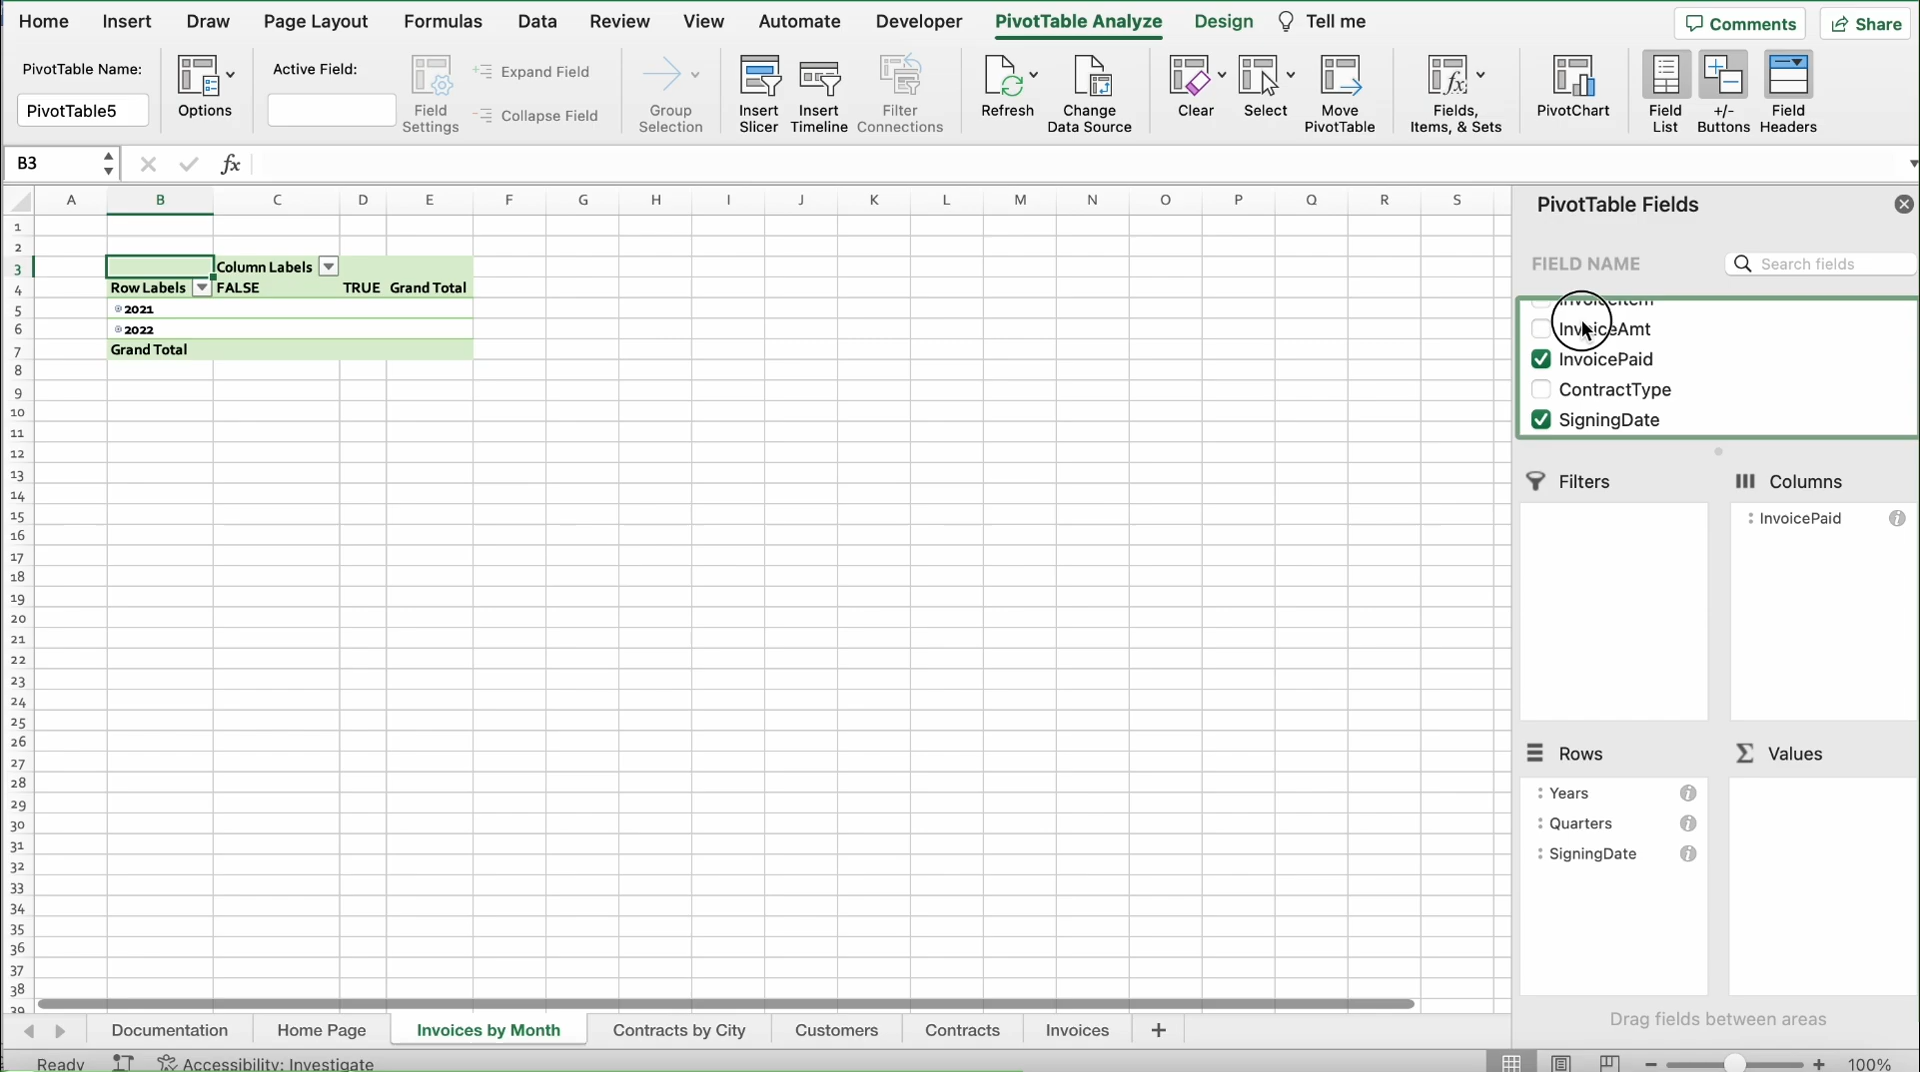 Home Insert Draw Page Layout Formulas Data Review View Automate Developer PivotTable Analyze Design Tell me Comments Share
PivotTable Name:
PivotTable5
Options
Active Field:
Field
Settings
Expand Field
Collapse Field
Group
Selection
Insert
Slicer
Insert
Timeline
Filter
Connections
Refresh
Change
Data Source
Clear
Select
Move
PivotTable
Fields,
Items, & Sets
PivotChart
Field
List
+/-
Buttons
Field
Headers
B3 fx
A B C D E F G H I J K L M N O P Q R S
1
2
3 Column Labels
4 Row Labels FALSE TRUE Grand Total
5 2021
6 2022
7 Grand Total
8
9
10
11
12
13
14
15
16
17
18
19
20
21
22
23
24
25
26
27
28
29
30
31
32
33
34
35
36
37
38
39
PivotTable Fields
FIELD NAME Search fields
InvoiceItem
InvoiceAmt
InvoicePaid
ContractType
SigningDate
Filters
Columns
InvoicePaid
Rows
Years
Quarters
SigningDate
Σ Values
Drag fields between areas
Documentation Home Page Invoices by Month Contracts by City Customers Contracts Invoices +
Ready Accessibility: Investigate − + 100%